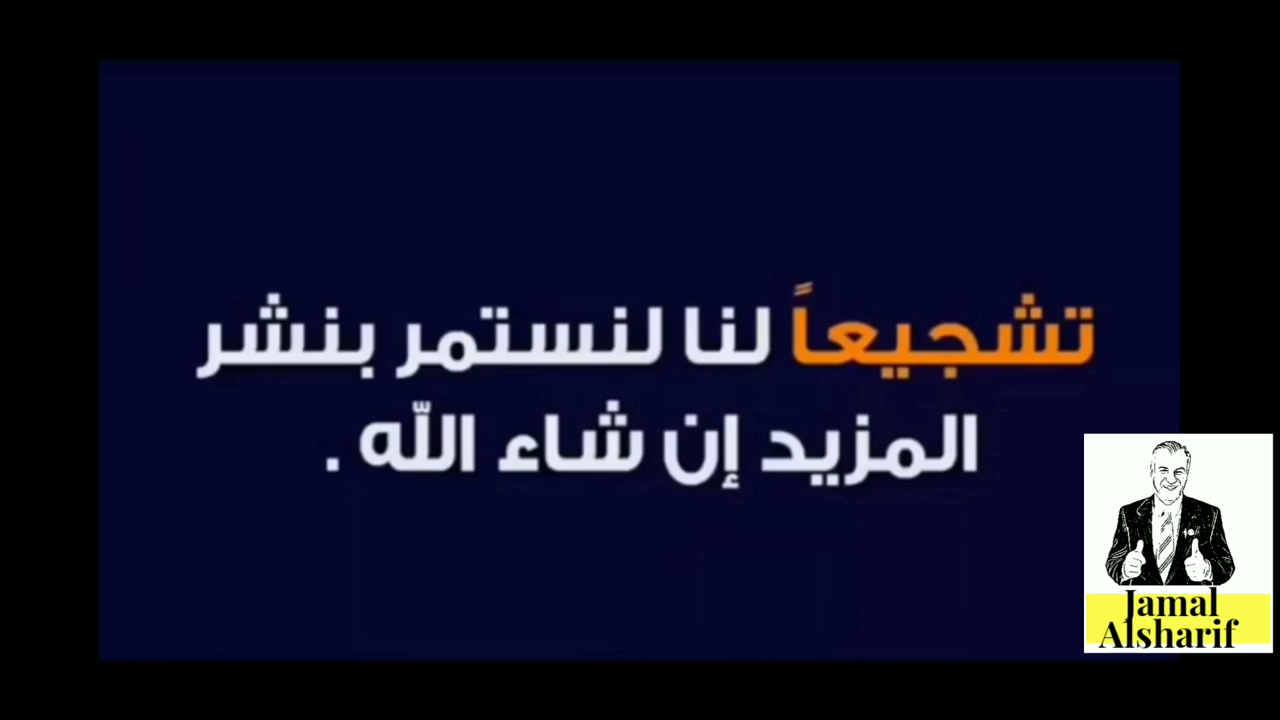 تشجيعاً لنا لنستمر بنشر
المزيد إن شاء الله .
Jamal
Alsharif